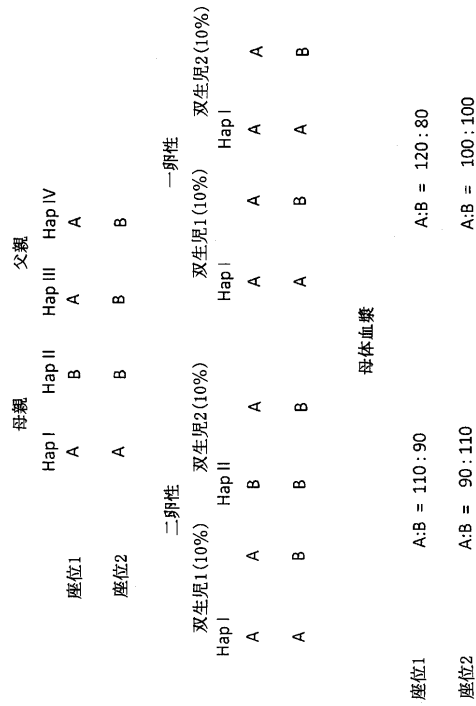 母親 父親
Hap I Hap II Hap III Hap IV
座位1 A B A A
座位2 A B B B
二卵性 一卵性
双生児1(10%) 双生児2(10%) 双生児1(10%) 双生児2(10%)
Hap I Hap II Hap I Hap I
A A B A A A A A
A B B B A B A B
母体血漿
座位1 A:B = 110 : 90 A:B = 120 : 80
座位2 A:B = 90 : 110 A:B = 100 : 100